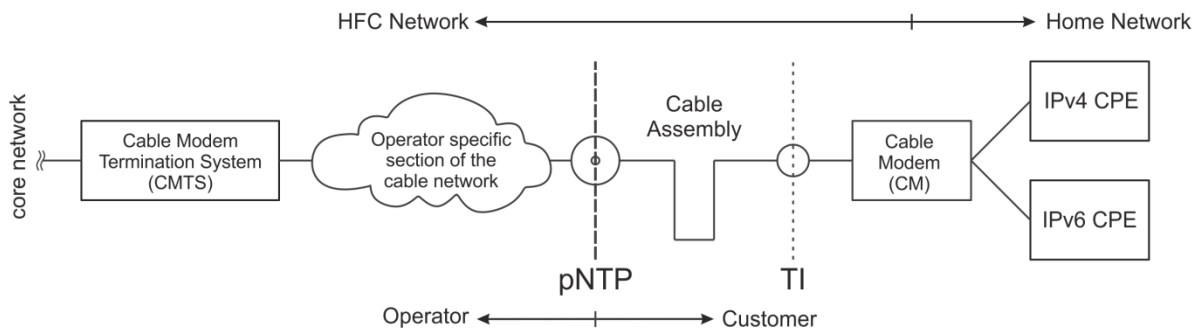 HFC Network
Home Network
core network
Cable Modem
Termination System
(CMTS)
Operator specific
section of the
cable network
Cable
Assembly
Cable
Modem
(CM)
IPv4 CPE
IPv6 CPE
pNTP
TI
Operator
Customer